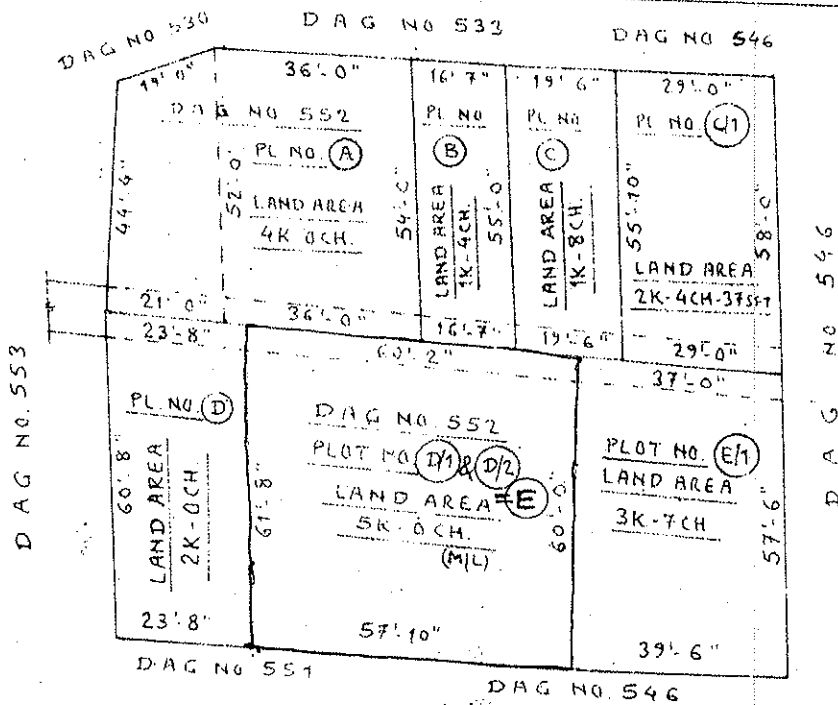 DAG NO 530
DAG NO 533
DAG NO 546
19'-0"
36'-0"
16'-7"
19'-6"
29'-0"
DAG NO 552
PL NO. A
PL NO B
PL NO C
PL NO. C/1
44'-4"
52'-0"
LAND AREA
4K 0CH.
54'-0"
LAND AREA
1K-4CH.
55'-0"
LAND AREA
1K-8CH.
55'-10"
58'-0"
LAND AREA
2K-4CH-37SFT
DAG NO 546
21'-0"
36'-0"
16'-7"
19'-6"
29'-0"
23'-8"
60'-2"
37'-0"
DAG NO. 553
PL. NO. D
LAND AREA
2K-0CH
60'-8"
61'-8"
DAG NO. 552
PLOT NO. D/1 & D/2
LAND AREA = E
5K-0CH.
(M/L)
60'-0"
PLOT NO. E/1
LAND AREA
3K-7CH
57'-6"
23'-8"
57'-10"
39'-6"
DAG NO 551
DAG NO. 546